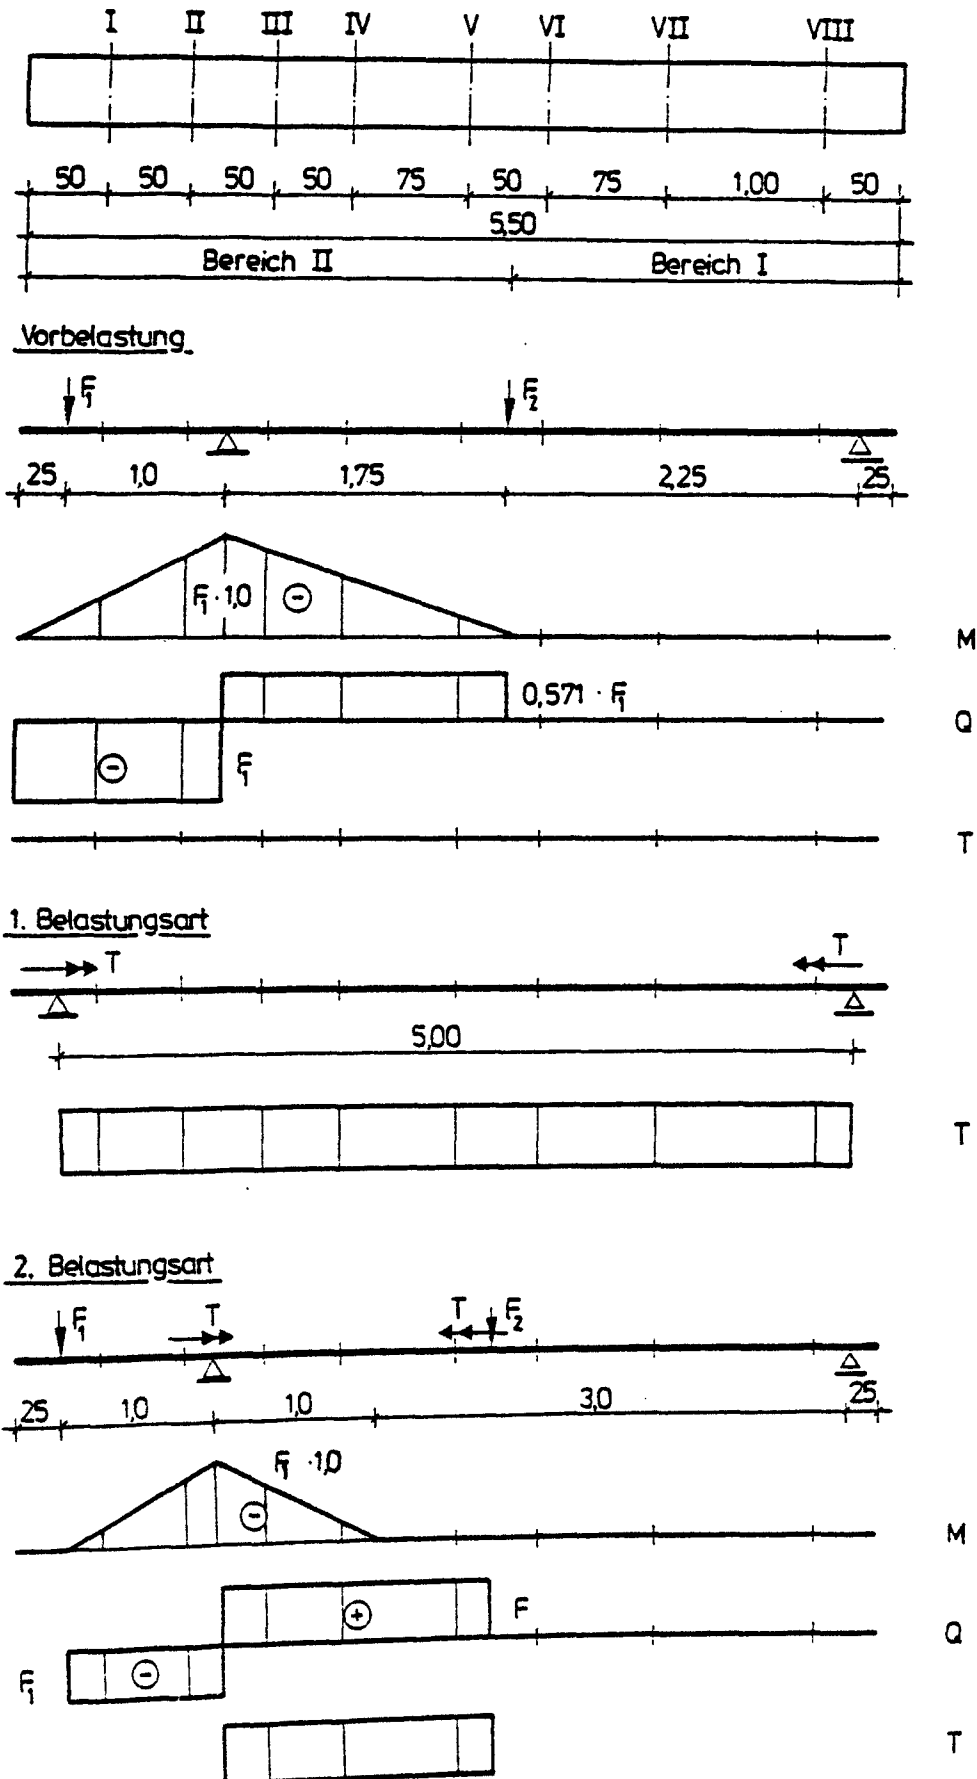 I II III IV V VI VII VIII
50 50 50 50 75 50 75 1,00 50
5,50
Bereich II Bereich I
Vorbelastung
F1 F2
25 1,0 1,75 2,25 25
F1 · 1,0 ⊖
M
0,571 · F1
Q
⊖ F1
T
1. Belastungsart
T T
5,00
T
2. Belastungsart
F1 T T F2
25 1,0 1,0 3,0 25
F1 · 1,0
⊖
M
⊕ F
Q
F1 ⊖
T